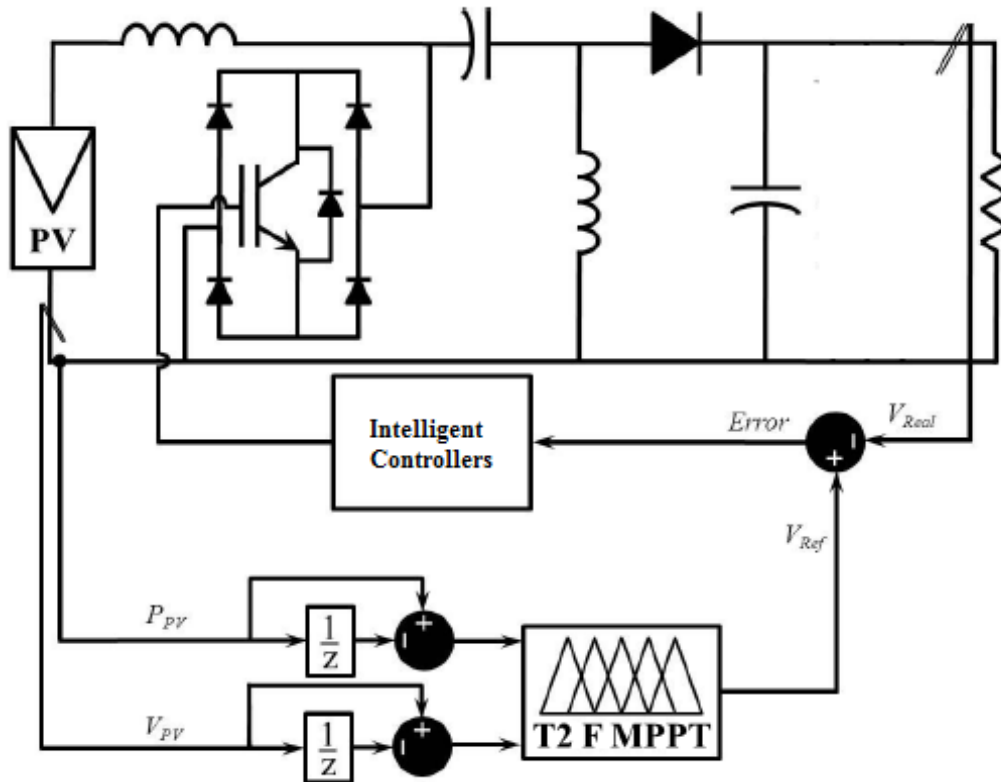 PV
Intelligent
Controllers
Error
V_Real
V_Ref
P_PV
1
z
+
-
V_PV
1
z
+
-
T2 F MPPT
+
-